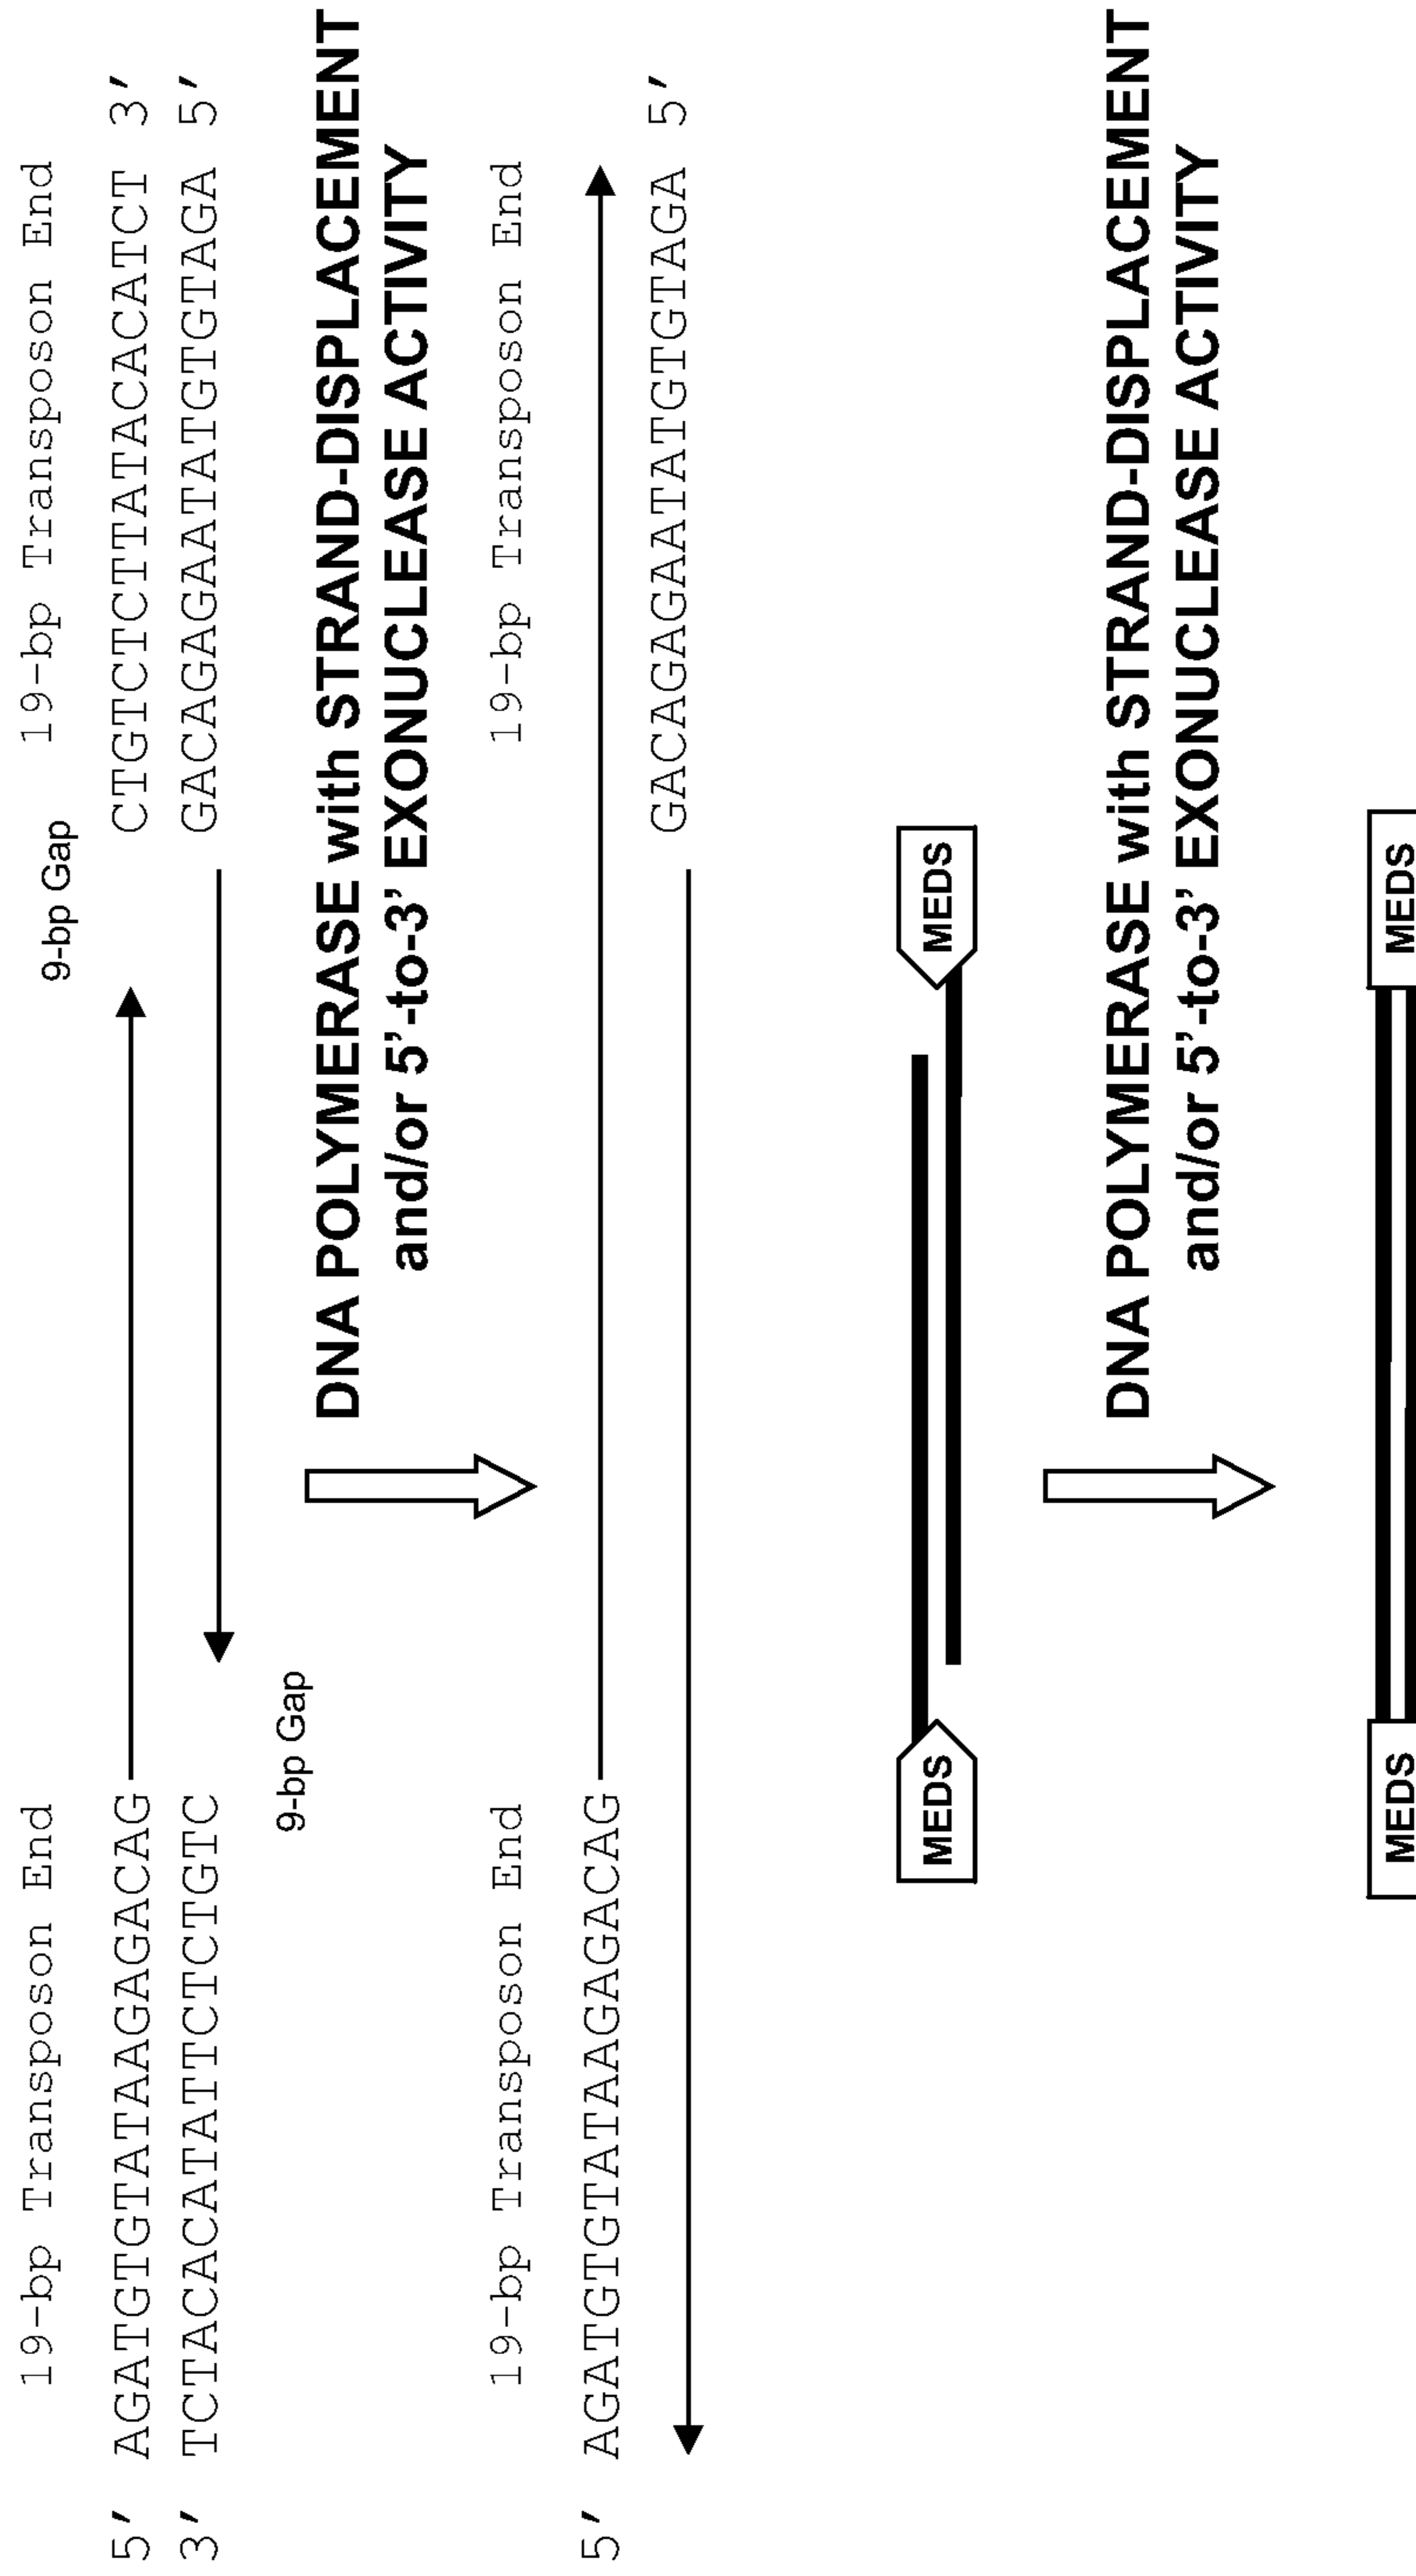 19-bp Transposon End 19-bp Transposon End
9-bp Gap
5’ AGATGTGTATAAGAGACAG CTGTCTCTTATACACATCT 3’
3’ TCTACACATATTCTCTGTC GACAGAGAATATGTGTAGA 5’
9-bp Gap
DNA POLYMERASE with STRAND-DISPLACEMENT
and/or 5’-to-3’ EXONUCLEASE ACTIVITY
19-bp Transposon End 19-bp Transposon End
5’ AGATGTGTATAAGAGACAG
GACAGAGAATATGTGTAGA 5’
MEDS MEDS
DNA POLYMERASE with STRAND-DISPLACEMENT
and/or 5’-to-3’ EXONUCLEASE ACTIVITY
MEDS MEDS